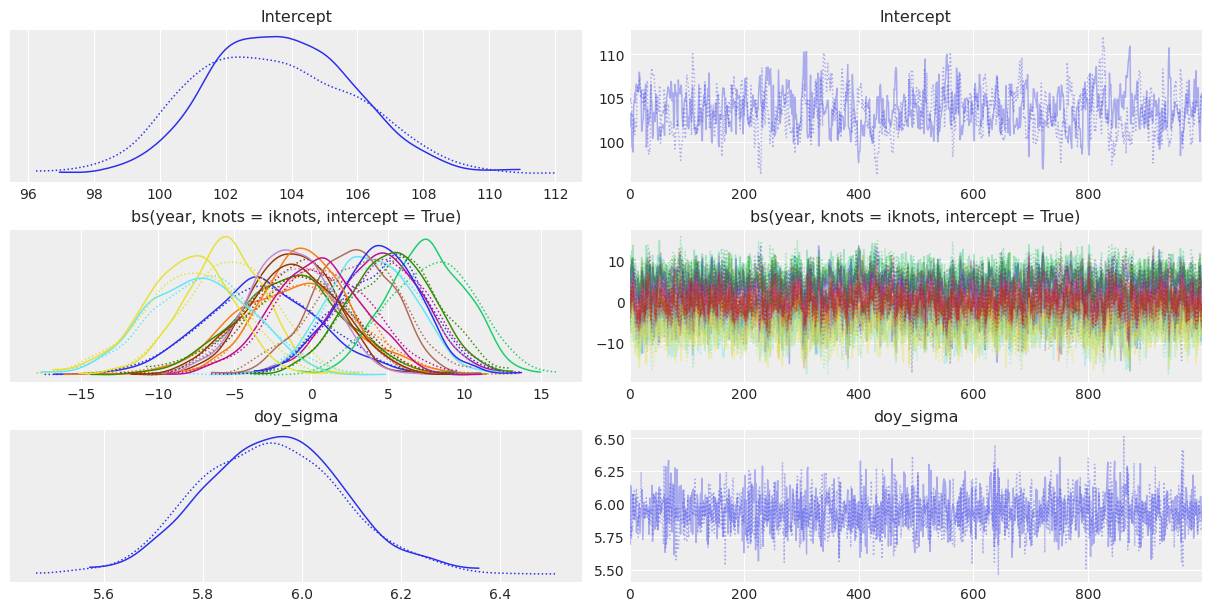 Intercept Intercept
110
105
100
96 98 100 102 104 106 108 110 112 0 200 400 600 800
bs(year, knots = iknots, intercept = True) bs(year, knots = iknots, intercept = True)
10
0
−10
−15 −10 −5 0 5 10 15 0 200 400 600 800
doy_sigma doy_sigma
6.50
6.25
6.00
5.75
5.50
5.6 5.8 6.0 6.2 6.4 0 200 400 600 800